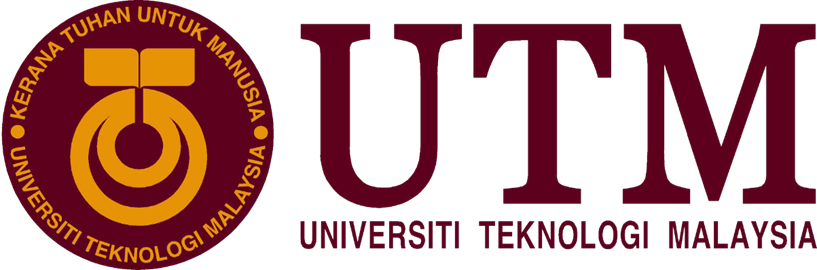 KERANA TUHAN UNTUK MANUSIA
UNIVERSITI TEKNOLOGI MALAYSIA
UTM
UNIVERSITI TEKNOLOGI MALAYSIA